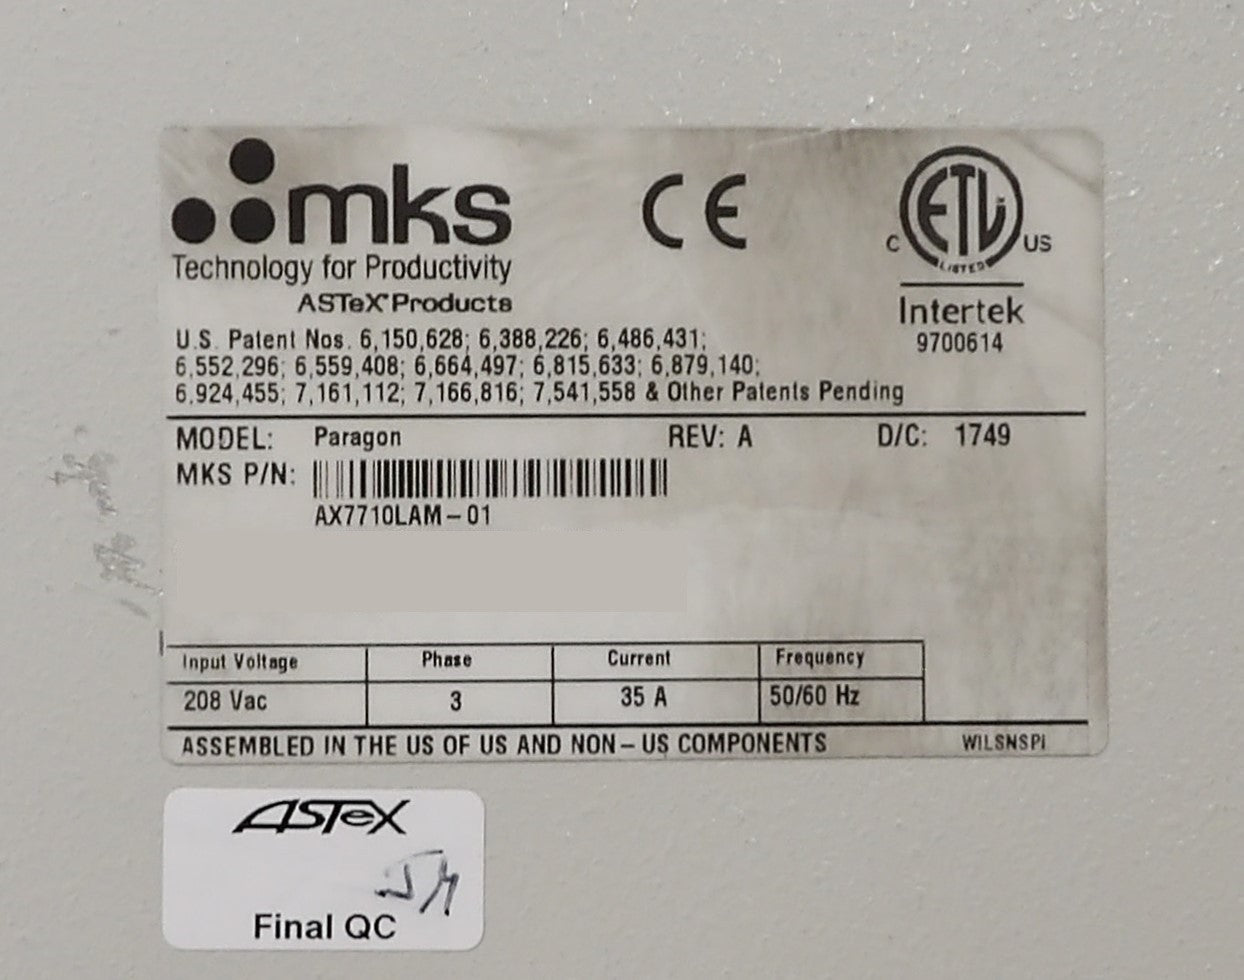 mks
CE
ETL
LISTED
C
US
Technology for Productivity
ASTeX Products
Intertek
9700614
U.S. Patent Nos. 6,150,628; 6,388,226; 6,486,431;
6,552,296; 6,559,408; 6,664,497; 6,815,633; 6,879,140;
6,924,455; 7,161,112; 7,166,816; 7,541,558 & Other Patents Pending
MODEL: Paragon REV: A D/C: 1749
MKS P/N:
AX7710LAM-01
Input Voltage Phase Current Frequency
208 Vac 3 35 A 50/60 Hz
ASSEMBLED IN THE US OF US AND NON-US COMPONENTS WILSNSPI
ASTeX
Final QC